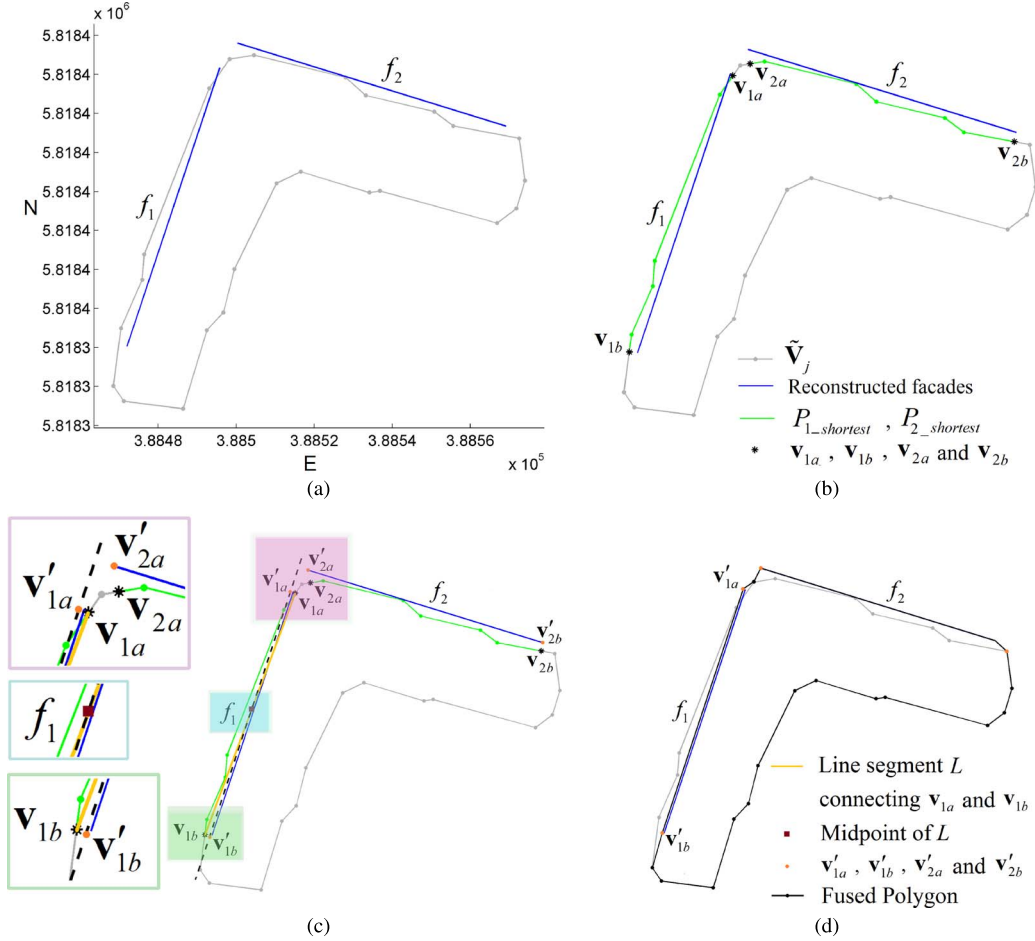 × 10⁶
5.8184
5.8184
5.8184
5.8184
5.8184
5.8184
5.8184
5.8183
5.8183
5.8183
5.8183
N
3.8848
3.885
3.8852
3.8854
3.8856
E
× 10⁵
f₁
f₂
(a)
f₂
v₁ₐ
v₂ₐ
v₂b
f₁
v₁b
Ṽⱼ
Reconstructed facades
P₁_shortest , P₂_shortest
v₁ₐ , v₁b , v₂ₐ and v₂b
(b)
v′₂ₐ
v′₁ₐ
v₂ₐ
v₁ₐ
f₁
v₁b
v′₁b
v′₂ₐ
v′₁ₐ
v₂ₐ
v₁ₐ
f₂
v′₂b
v₂b
f₁
v₁b
v′₁b
(c)
v′₁ₐ
f₂
f₁
v′₁b
Line segment L
connecting v₁ₐ and v₁b
Midpoint of L
v′₁ₐ , v′₁b , v′₂ₐ and v′₂b
Fused Polygon
(d)